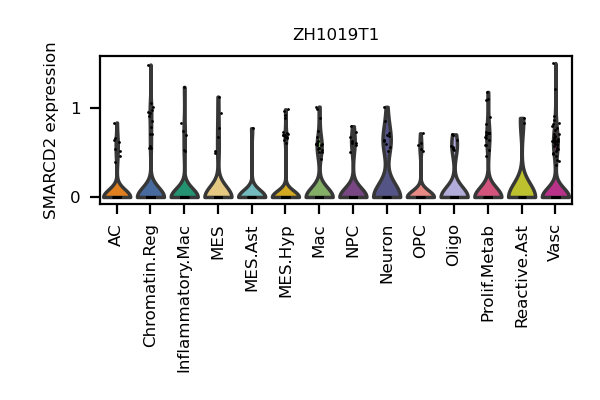 ZH1019T1
SMARCD2 expression
1
0
AC
Chromatin.Reg
Inflammatory.Mac
MES
MES.Ast
MES.Hyp
Mac
NPC
Neuron
OPC
Oligo
Prolif.Metab
Reactive.Ast
Vasc